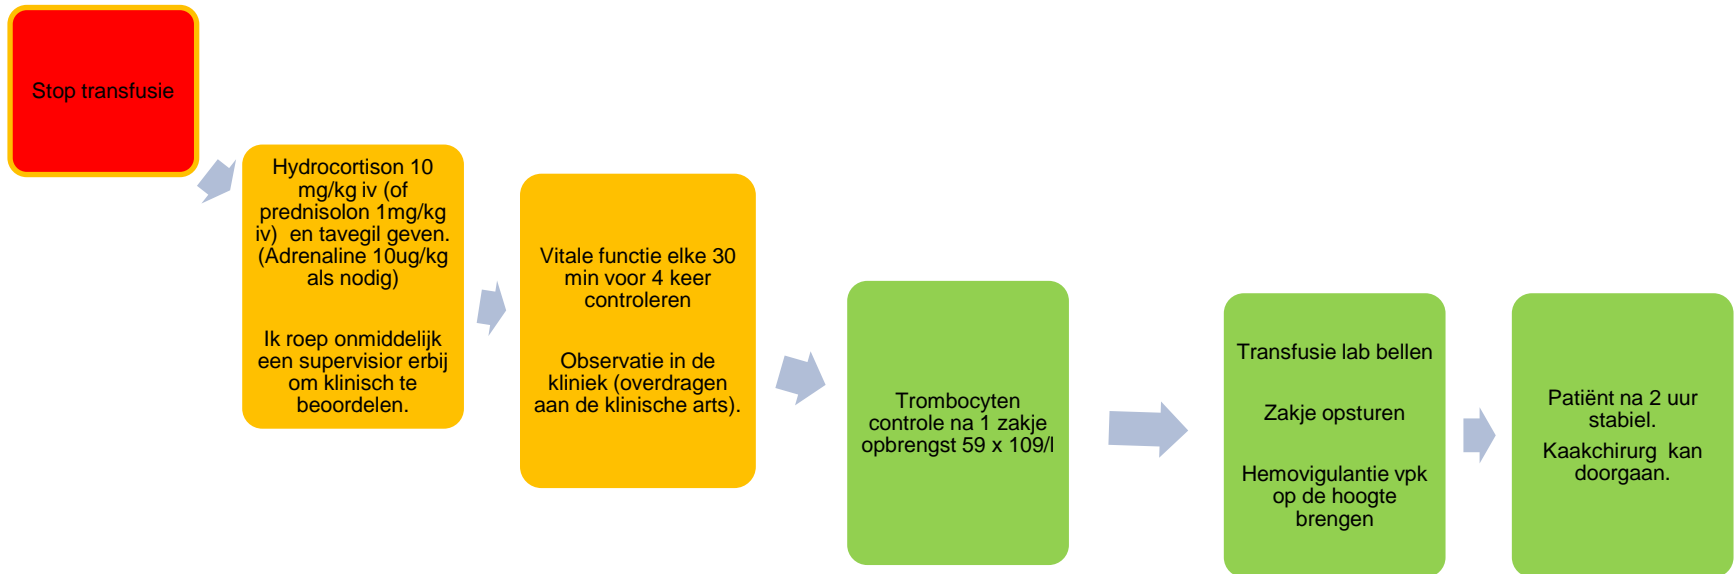 Stop transfusie
Hydrocortison 10
mg/kg iv (of
prednisolon 1mg/kg
iv)  en tavegil geven.
(Adrenaline 10ug/kg
als nodig)
Ik roep onmiddelijk
een supervisior erbij
om klinisch te
beoordelen.
Vitale functie elke 30
min voor 4 keer
controleren
Observatie in de
kliniek (overdragen
aan de klinische arts).
Trombocyten
controle na 1 zakje
opbrengst 59 x 109/l
Transfusie lab bellen
Zakje opsturen
Hemovigulantie vpk
op de hoogte
brengen
Patiënt na 2 uur
stabiel.
Kaakchirurg  kan
doorgaan.